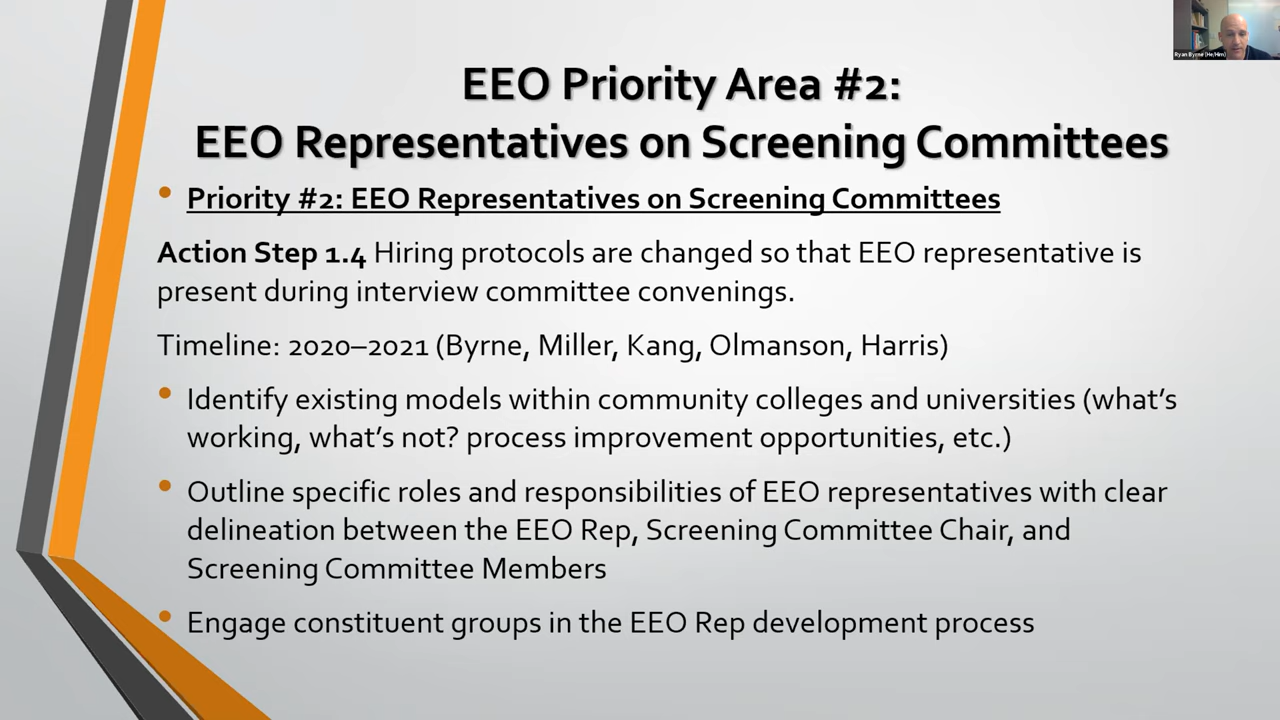 Ryan Byrne (He/Him)
EEO Priority Area #2:
EEO Representatives on Screening Committees
• Priority #2: EEO Representatives on Screening Committees
Action Step 1.4 Hiring protocols are changed so that EEO representative is
present during interview committee convenings.
Timeline: 2020–2021 (Byrne, Miller, Kang, Olmanson, Harris)
• Identify existing models within community colleges and universities (what’s
working, what’s not? process improvement opportunities, etc.)
• Outline specific roles and responsibilities of EEO representatives with clear
delineation between the EEO Rep, Screening Committee Chair, and
Screening Committee Members
• Engage constituent groups in the EEO Rep development process